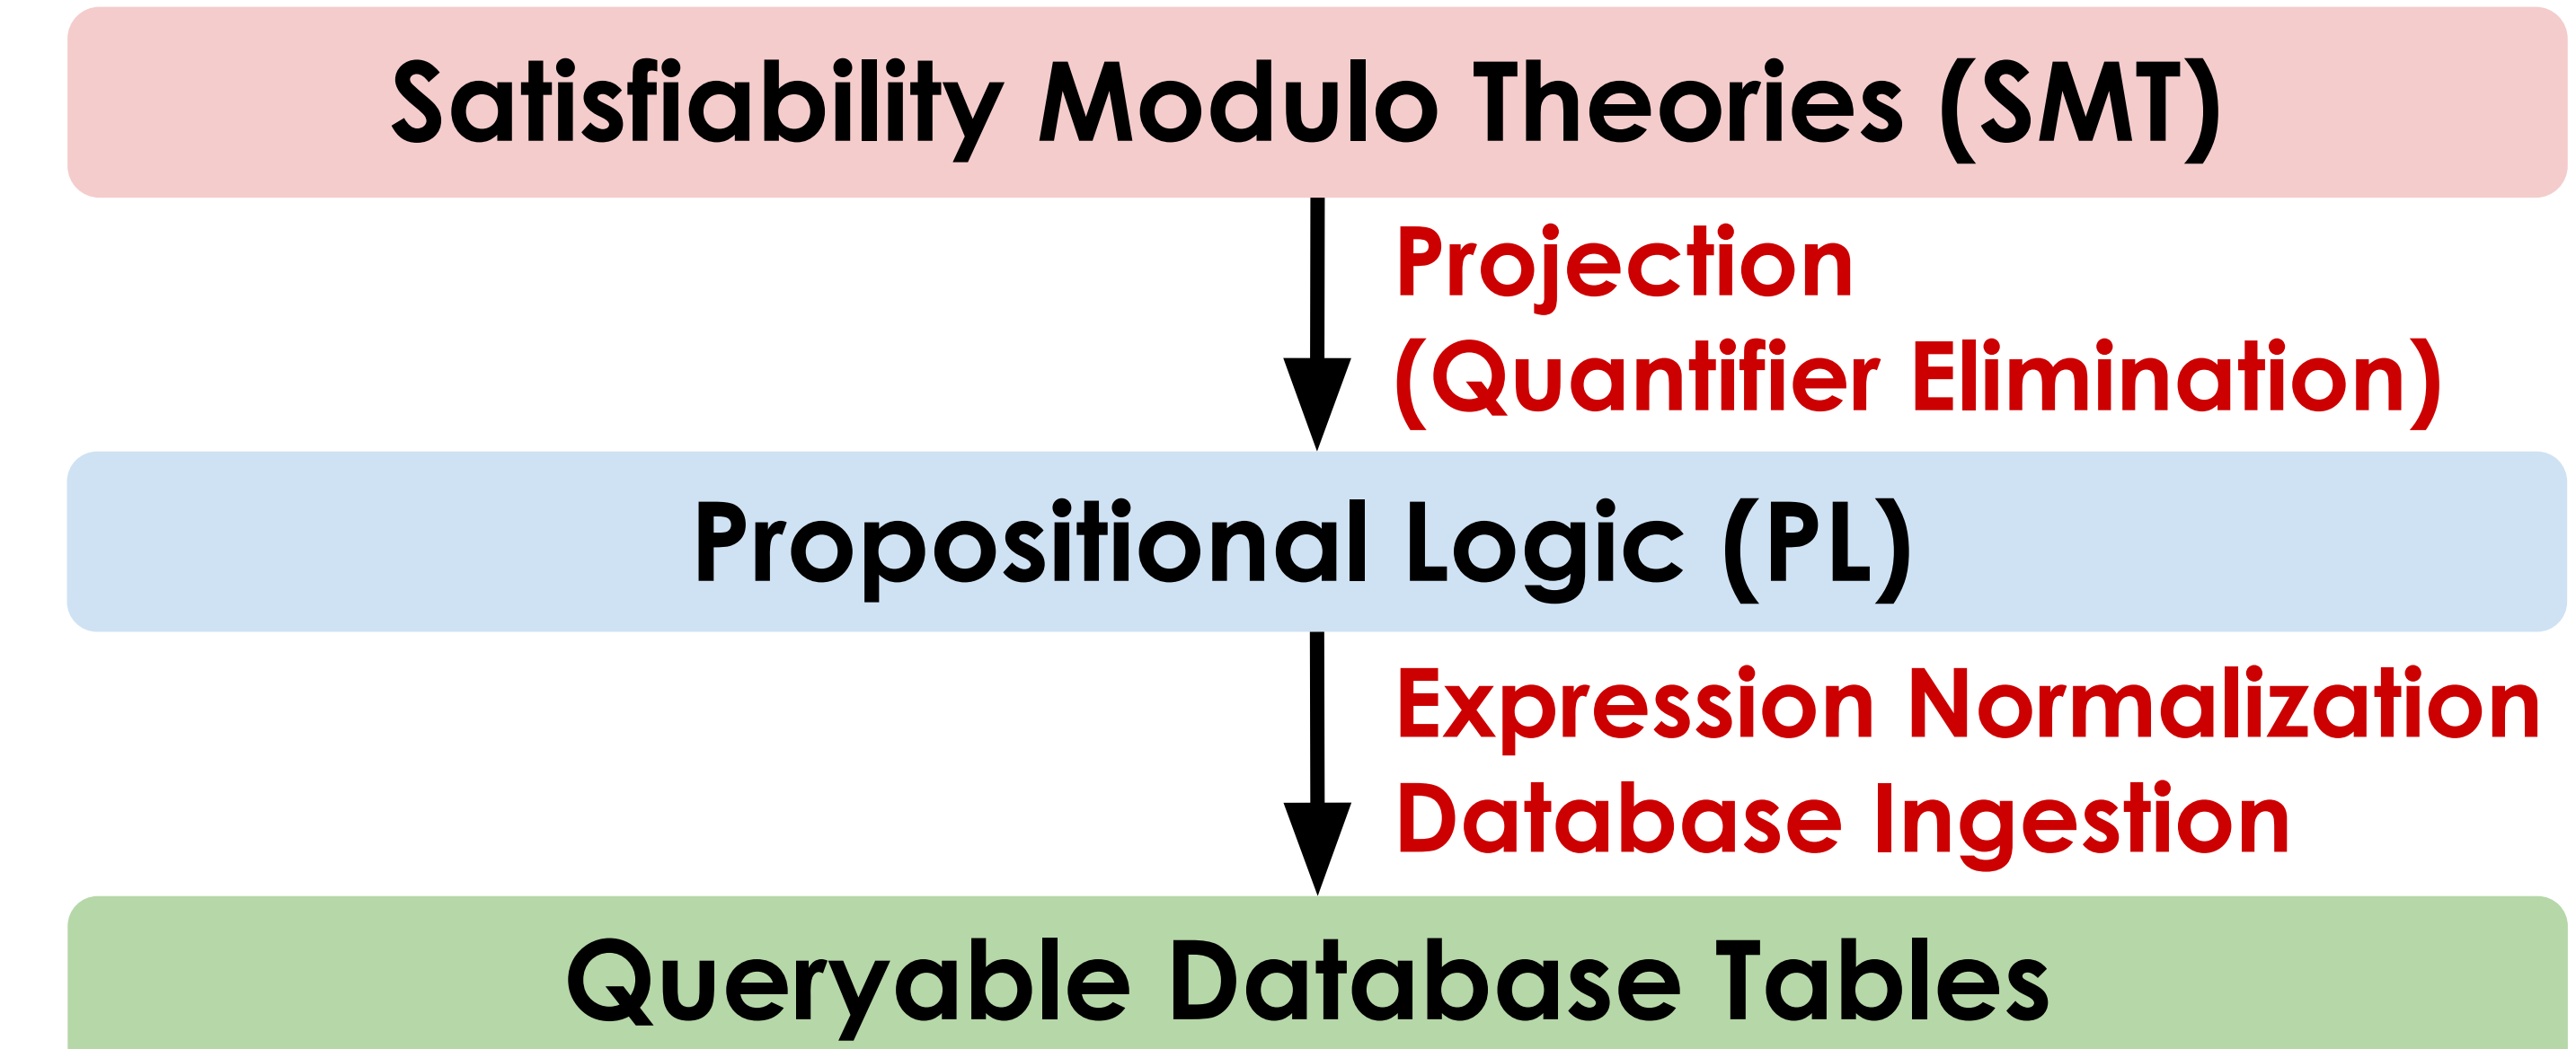 Satisfiability Modulo Theories (SMT)
Projection
(Quantifier Elimination)
Propositional Logic (PL)
Expression Normalization
Database Ingestion
Queryable Database Tables